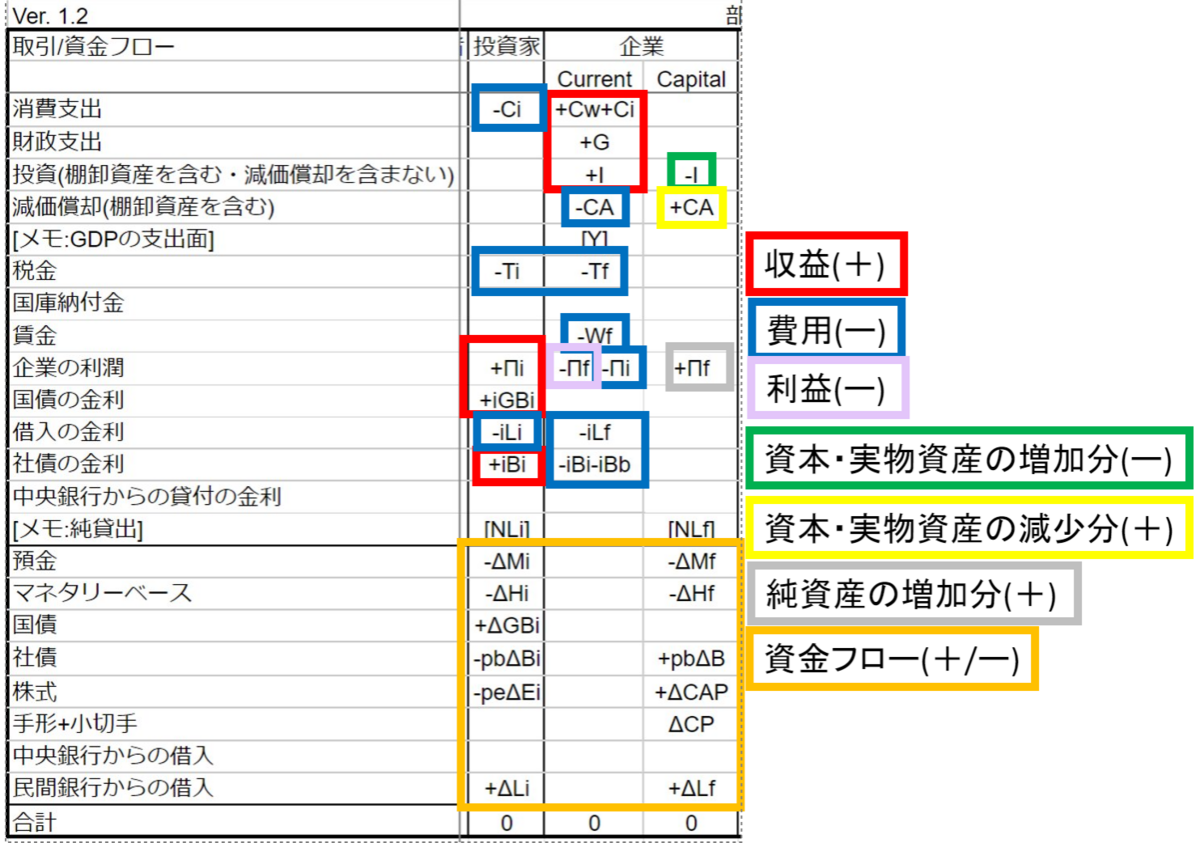 Ver. 1.2 部
取引/資金フロー 投資家 企業
Current Capital
消費支出 -Ci +Cw+Ci
財政支出 +G
投資(棚卸資産を含む・減価償却を含まない) +I -I
減価償却(棚卸資産を含む) -CA +CA
[メモ:GDPの支出面] [Y]
税金 -Ti -Tf
国庫納付金
賃金 -Wf
企業の利潤 +Πi -Πf -Πi +Πf
国債の金利 +iGBi
借入の金利 -iLi -iLf
社債の金利 +iBi -iBi-iBb
中央銀行からの貸付の金利
[メモ:純貸出] [NLi] [NLf]
預金 -ΔMi -ΔMf
マネタリーベース -ΔHi -ΔHf
国債 +ΔGBi
社債 -pbΔBi +pbΔB
株式 -peΔEi +ΔCAP
手形+小切手 ΔCP
中央銀行からの借入
民間銀行からの借入 +ΔLi +ΔLf
合計 0 0 0
収益(＋)
費用(―)
利益(―)
資本・実物資産の増加分(―)
資本・実物資産の減少分(＋)
純資産の増加分(＋)
資金フロー(＋/―)